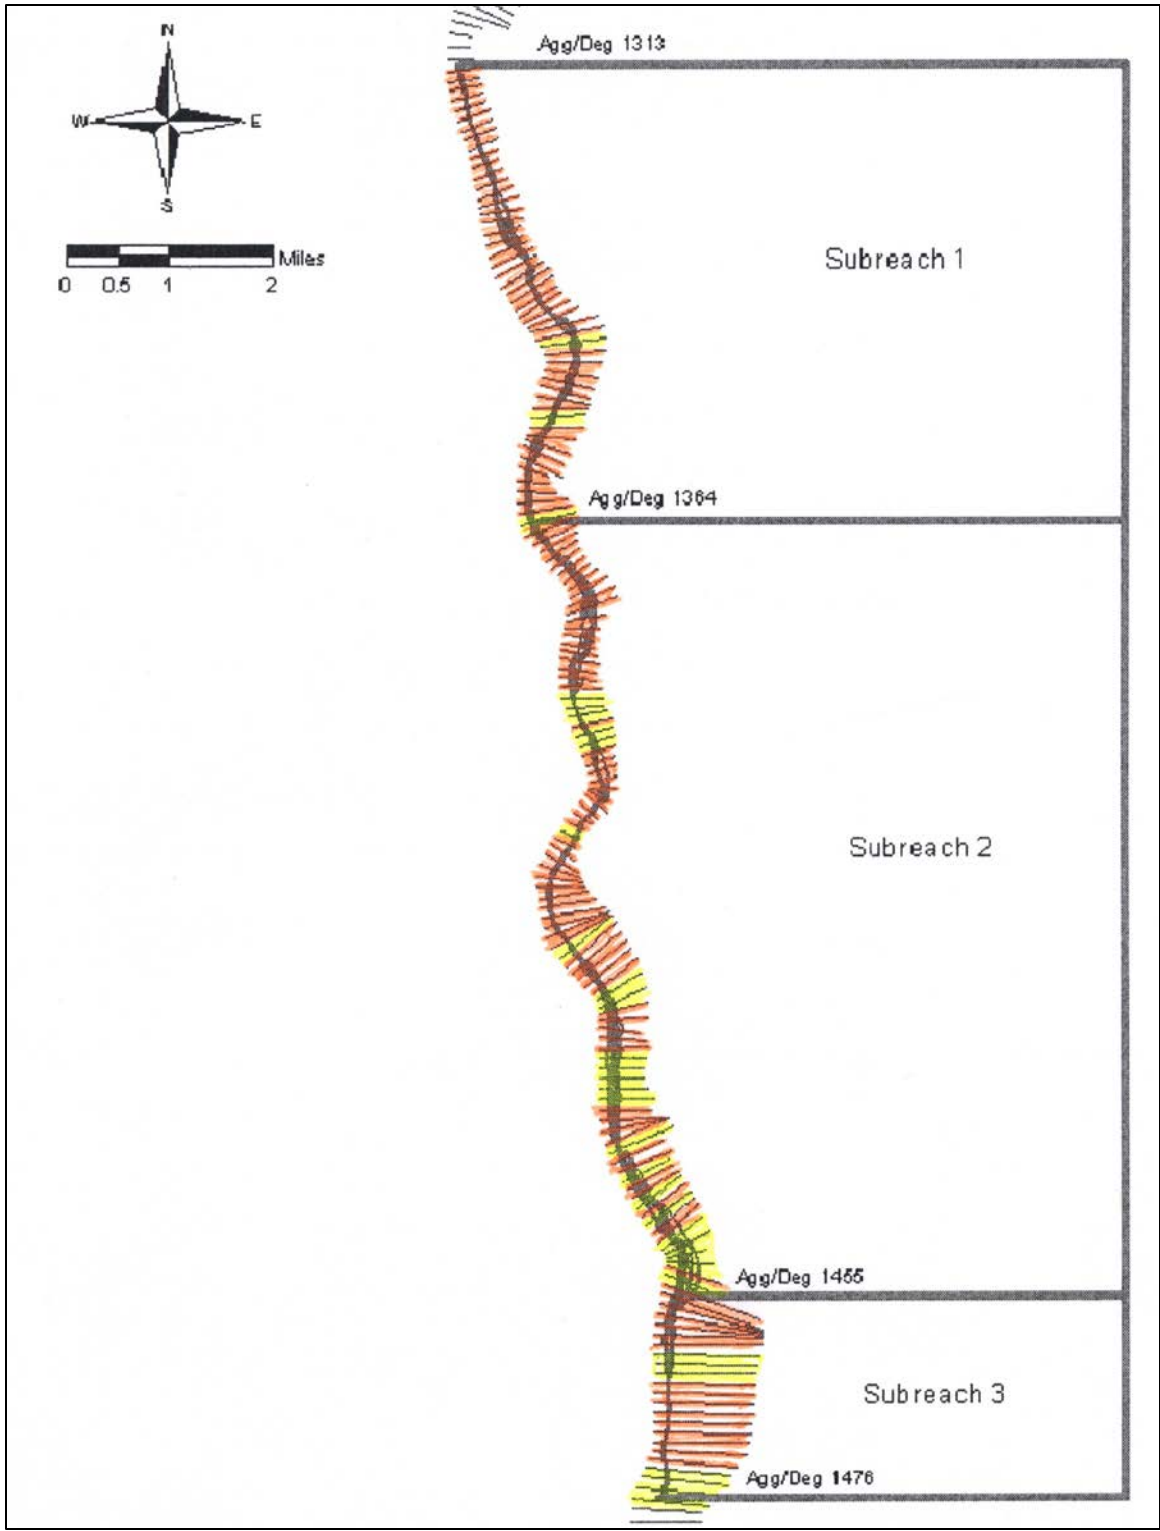 N
Agg/Deg 1313
W E
S
Miles
0 0.5 1 2
Subreach 1
Agg/Deg 1364
Subreach 2
Agg/Deg 1455
Subreach 3
Agg/Deg 1476